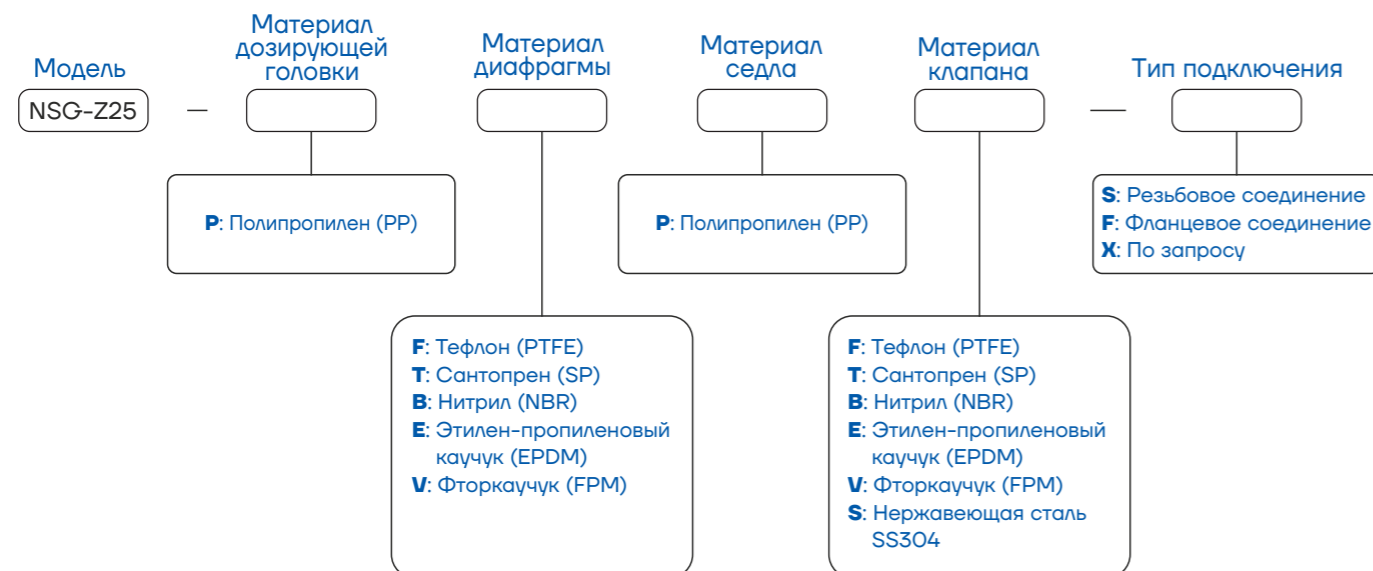 Модель
NSG-Z25
—
Материал
дозирующей
головки
Материал
диафрагмы
Материал
седла
Материал
клапана
—
Тип подключения
P: Полипропилен (PP)
P: Полипропилен (PP)
S: Резьбовое соединение
F: Фланцевое соединение
X: По запросу
F: Тефлон (PTFE)
T: Сантопрен (SP)
B: Нитрил (NBR)
E: Этилен-пропиленовый
каучук (EPDM)
V: Фторкаучук (FPM)
F: Тефлон (PTFE)
T: Сантопрен (SP)
B: Нитрил (NBR)
E: Этилен-пропиленовый
каучук (EPDM)
V: Фторкаучук (FPM)
S: Нержавеющая сталь
SS304